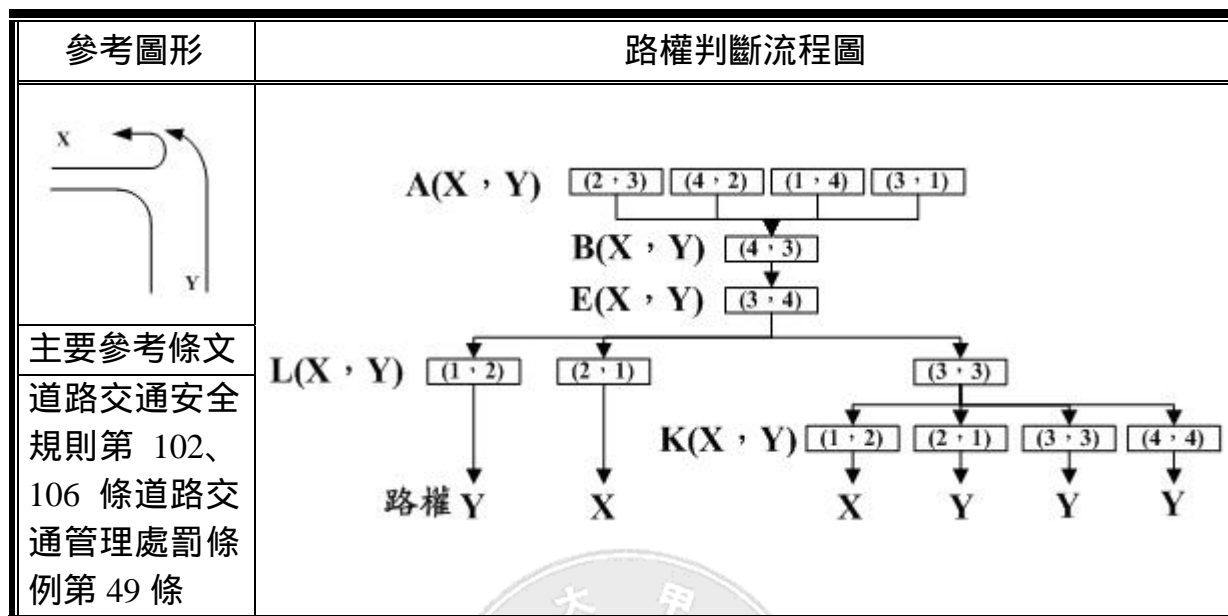 參考圖形
路權判斷流程圖
X
Y
主要參考條文
道路交通安全
規則第 102、
106 條道路交
通管理處罰條
例第 49 條
A(X,Y) (2,3) (4,2) (1,4) (3,1)
B(X,Y) (4,3)
E(X,Y) (3,4)
L(X,Y) (1,2) (2,1) (3,3)
K(X,Y) (1,2) (2,1) (3,3) (4,4)
路權 Y X X Y Y Y
大 甲